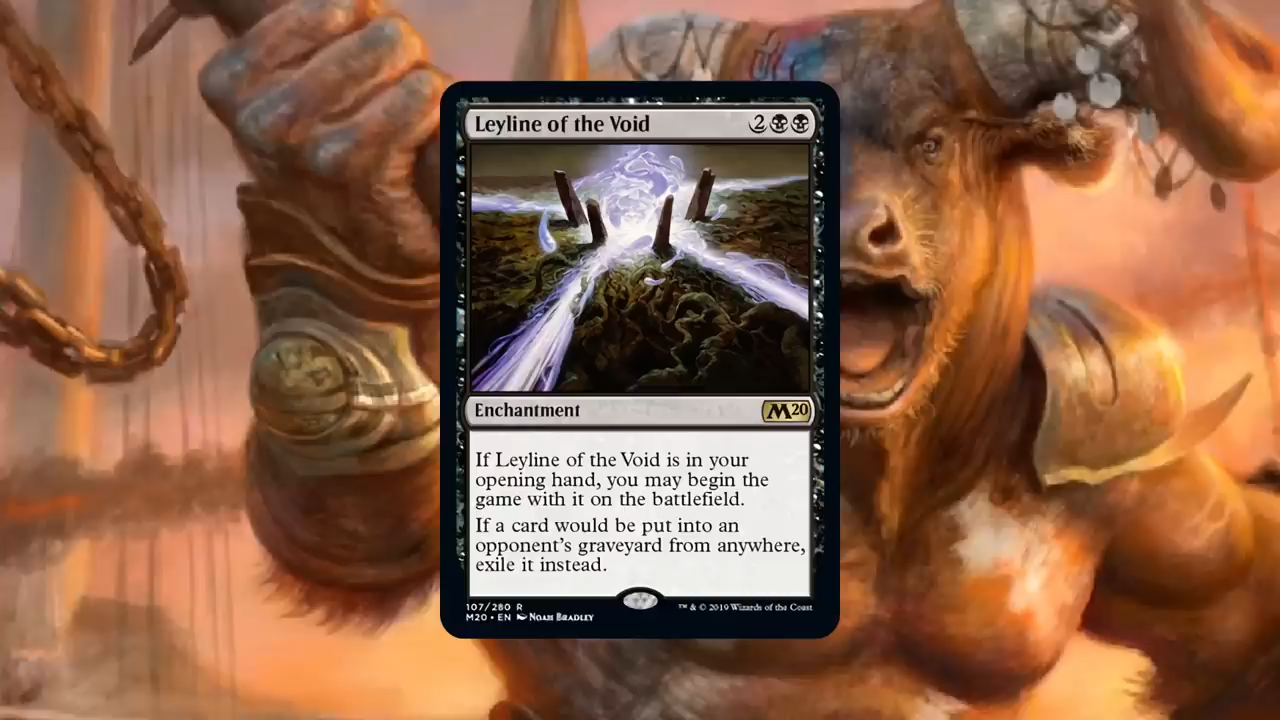 Leyline of the Void 2
Enchantment M20
If Leyline of the Void is in your
opening hand, you may begin the
game with it on the battlefield.
If a card would be put into an
opponent's graveyard from anywhere,
exile it instead.
107/280 R ™ & © 2019 Wizards of the Coast
M20 • EN Noah Bradley